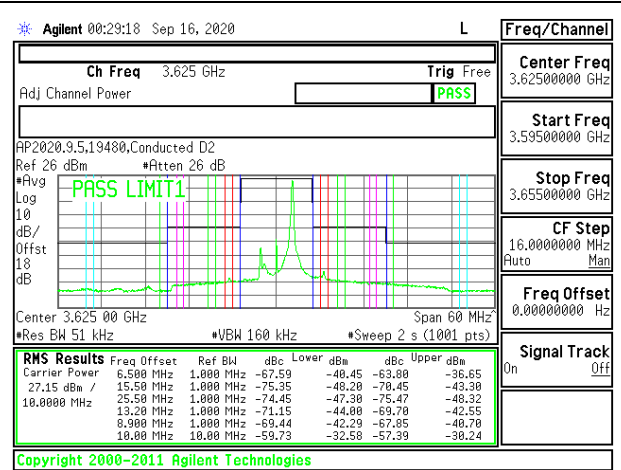 Agilent 00:29:18 Sep 16, 2020 L Freq/Channel
Ch Freq 3.625 GHz Trig Free
Adj Channel Power PASS
Center Freq
3.62500000 GHz
Start Freq
3.59500000 GHz
Stop Freq
3.65500000 GHz
CF Step
16.0000000 MHz
Auto Man
Freq Offset
0.00000000 Hz
Signal Track
On Off
AP2020.9.5,19480,Conducted D2
Ref 26 dBm #Atten 26 dB
#Avg
Log
10
dB/
Offst
18
dB
PASS LIMIT1
Center 3.625 00 GHz Span 60 MHz^
#Res BW 51 kHz #VBW 160 kHz #Sweep 2 s (1001 pts)
RMS Results Freq Offset Ref BW dBc Lower dBm dBc Upper dBm
Carrier Power 6.500 MHz 1.000 MHz -67.59 -40.45 -63.80 -36.65
27.15 dBm / 15.50 MHz 1.000 MHz -75.35 -48.20 -70.45 -43.30
10.0000 MHz 25.50 MHz 1.000 MHz -74.45 -47.30 -75.47 -48.32
13.20 MHz 1.000 MHz -71.15 -44.00 -69.70 -42.55
8.900 MHz 1.000 MHz -69.44 -42.29 -67.85 -40.70
10.00 MHz 10.00 MHz -59.73 -32.58 -57.39 -30.24
Copyright 2000-2011 Agilent Technologies